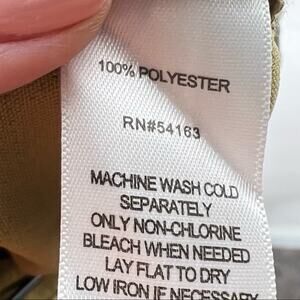 100% POLYESTER
RN#54163
MACHINE WASH COLD
SEPARATELY
ONLY NON-CHLORINE
BLEACH WHEN NEEDED
LAY FLAT TO DRY
LOW IRON IF NECESSARY